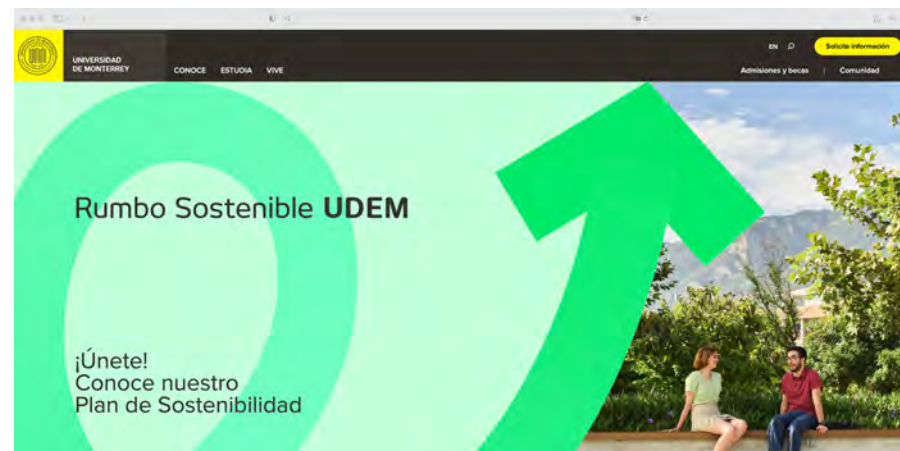 UNIVERSIDAD
DE MONTERREY
CONOCE ESTUDIA VIVE
EN
Solicita información
Admisiones y becas | Comunidad
Rumbo Sostenible UDEM
¡Únete!
Conoce nuestro
Plan de Sostenibilidad